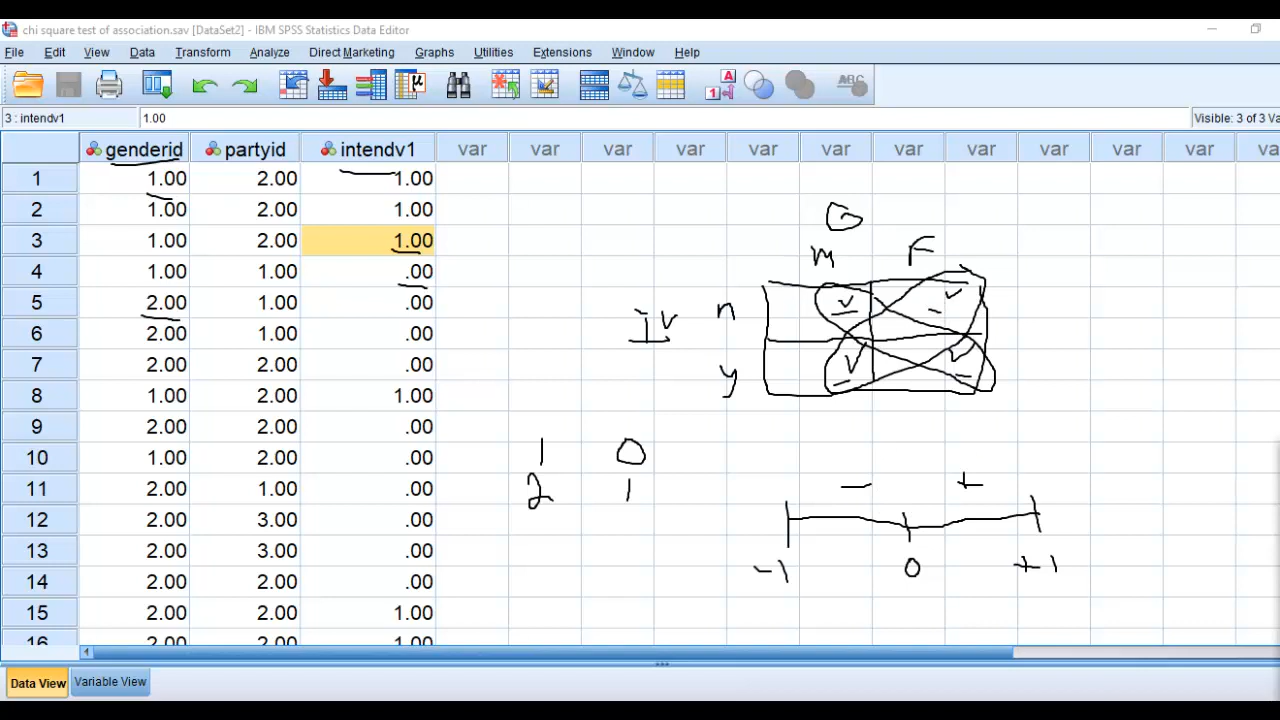 chi square test of association.sav [DataSet2] - IBM SPSS Statistics Data Editor
File Edit View Data Transform Analyze Direct Marketing Graphs Utilities Extensions Window Help
3 : intendv1 1.00 Visible: 3 of 3 Va
genderid partyid intendv1 var var var var var var var var var var var va
1 1.00 2.00 1.00
2 1.00 2.00 1.00
G
3 1.00 2.00 1.00
M F
4 1.00 1.00 .00
5 2.00 1.00 .00
IV n
6 2.00 1.00 .00
7 2.00 2.00 .00
y
8 1.00 2.00 1.00
9 2.00 2.00 .00
10 1.00 2.00 .00 1 0
11 2.00 1.00 .00 2 1 - +
12 2.00 3.00 .00
13 2.00 3.00 .00
-1 0 +1
14 2.00 2.00 .00
15 2.00 2.00 1.00
16 2.00 2.00 1.00
Data View Variable View